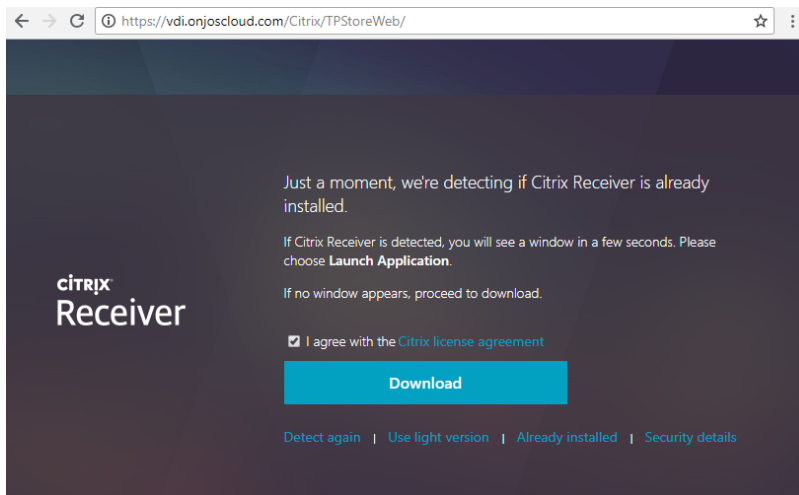 https://vdi.onjoscloud.com/Citrix/TPStoreWeb/
Just a moment, we're detecting if Citrix Receiver is already
installed.
If Citrix Receiver is detected, you will see a window in a few seconds. Please
choose Launch Application.
If no window appears, proceed to download.
CİTRIX
Receiver
I agree with the Citrix license agreement
Download
Detect again | Use light version | Already installed | Security details